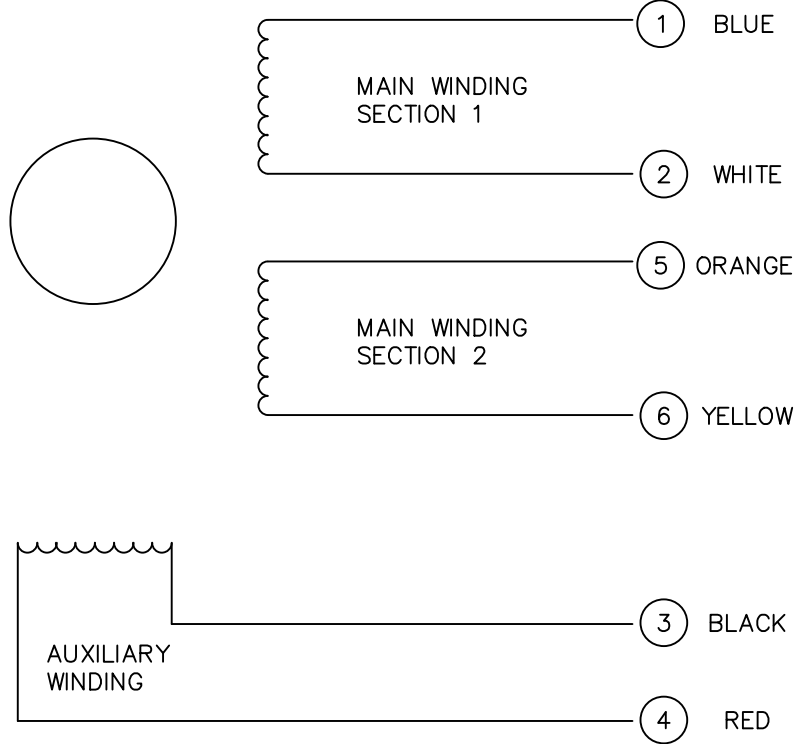 1 BLUE
MAIN WINDING
SECTION 1
2 WHITE
5 ORANGE
MAIN WINDING
SECTION 2
6 YELLOW
3 BLACK
AUXILIARY
WINDING
4 RED